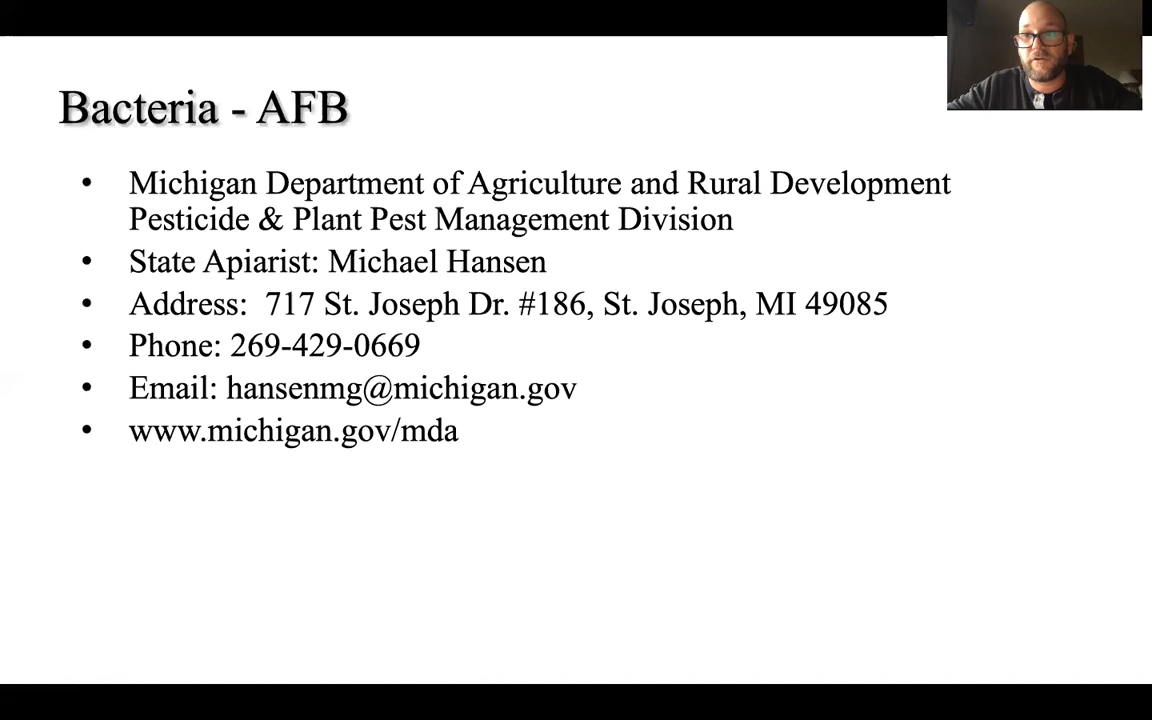 Bacteria - AFB
• Michigan Department of Agriculture and Rural Development
Pesticide & Plant Pest Management Division
• State Apiarist: Michael Hansen
• Address:  717 St. Joseph Dr. #186, St. Joseph, MI 49085
• Phone: 269-429-0669
• Email: hansenmg@michigan.gov
• www.michigan.gov/mda